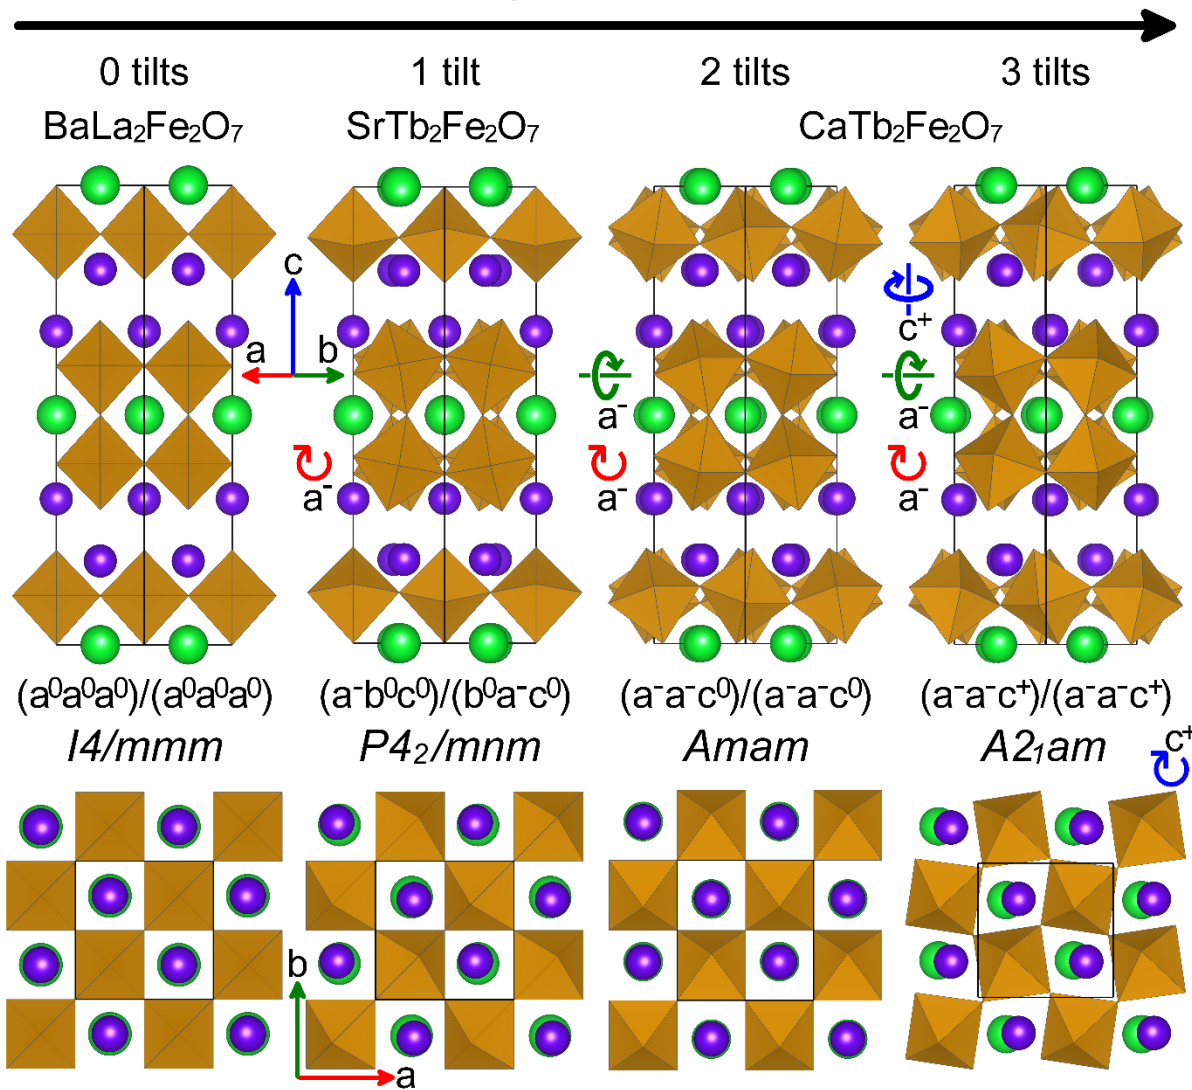 0 tilts 1 tilt 2 tilts 3 tilts
BaLa₂Fe₂O₇ SrTb₂Fe₂O₇ CaTb₂Fe₂O₇
c
a b
c⁺
a⁻ a⁻
a⁻ a⁻ a⁻
(a⁰a⁰a⁰)/(a⁰a⁰a⁰) (a⁻b⁰c⁰)/(b⁰a⁻c⁰) (a⁻a⁻c⁰)/(a⁻a⁻c⁰) (a⁻a⁻c⁺)/(a⁻a⁻c⁺)
I4/mmm P4₂/mnm Amam A2₁am c⁺
b
a